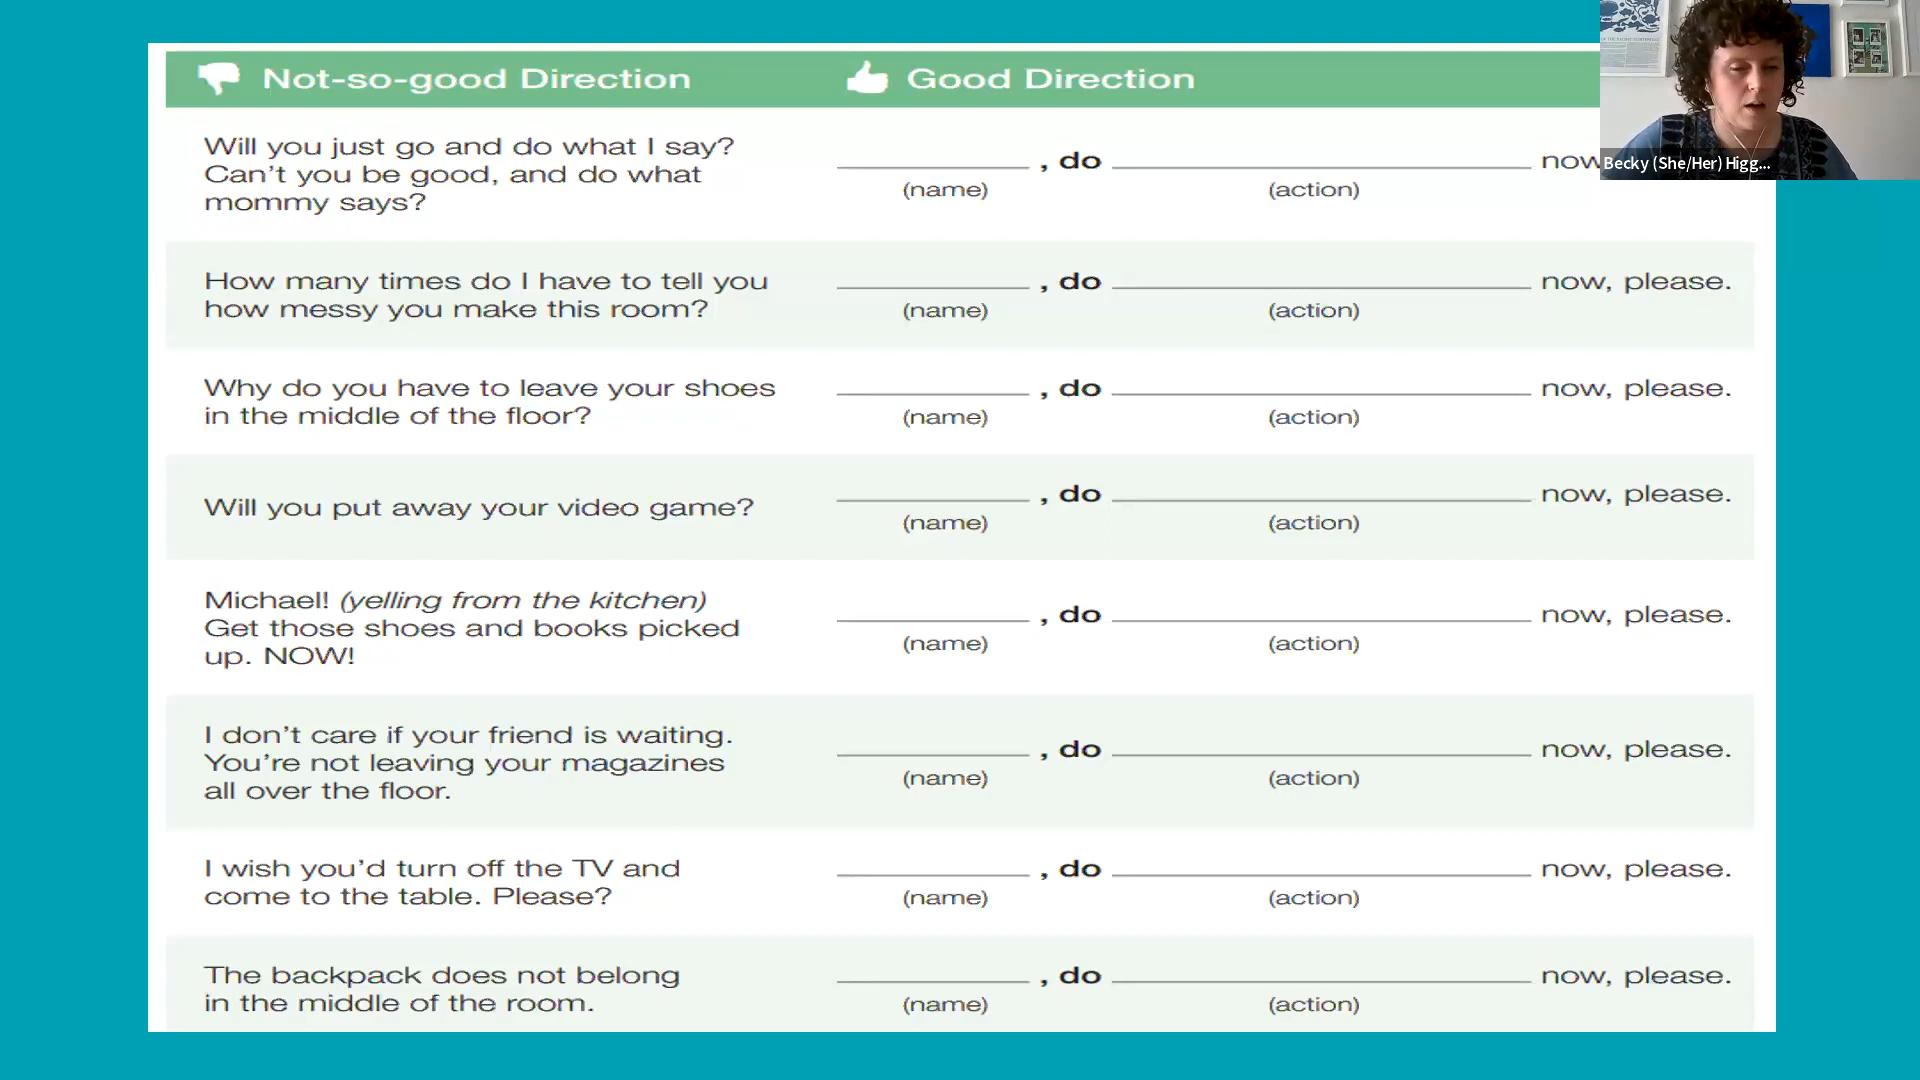 Not-so-good Direction
Good Direction
Will you just go and do what I say?
Can't you be good, and do what
mommy says?
, do now
(name)
(action)
Becky (She/Her) Higg...
How many times do I have to tell you
how messy you make this room?
, do now, please.
(name)
(action)
Why do you have to leave your shoes
in the middle of the floor?
, do now, please.
(name)
(action)
Will you put away your video game?
, do now, please.
(name)
(action)
Michael! (yelling from the kitchen)
Get those shoes and books picked
up. NOW!
, do now, please.
(name)
(action)
I don't care if your friend is waiting.
You're not leaving your magazines
all over the floor.
, do now, please.
(name)
(action)
I wish you'd turn off the TV and
come to the table. Please?
, do now, please.
(name)
(action)
The backpack does not belong
in the middle of the room.
, do now, please.
(name)
(action)